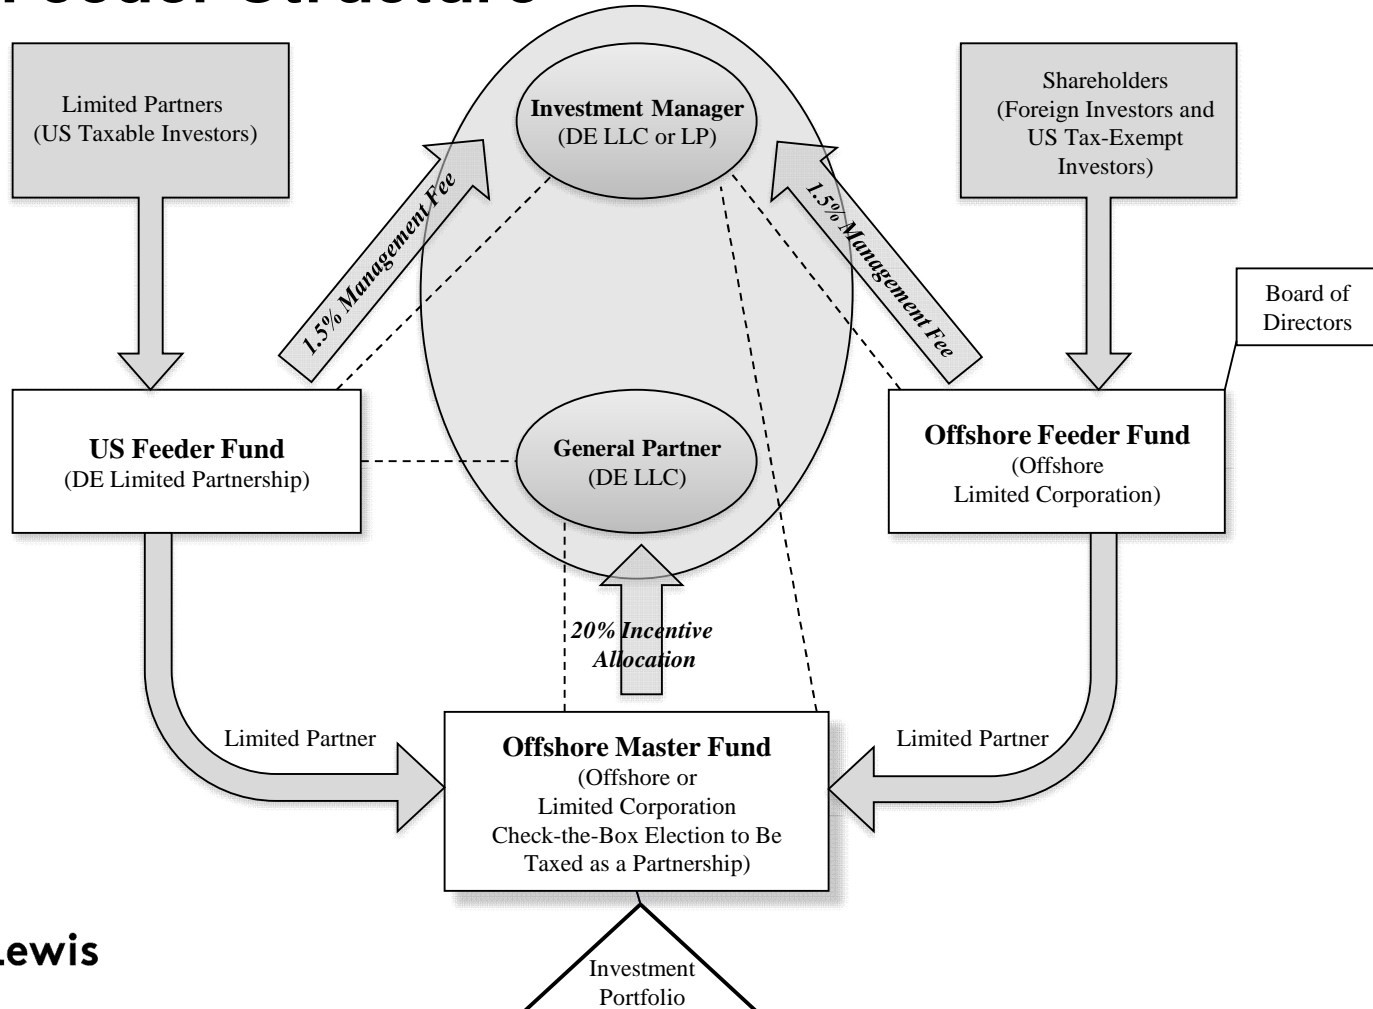 Feeder Structure
Limited Partners
(US Taxable Investors)
Investment Manager
(DE LLC or LP)
Shareholders
(Foreign Investors and
US Tax-Exempt
Investors)
1.5% Management Fee
1.5% Management Fee
Board of
Directors
US Feeder Fund
(DE Limited Partnership)
General Partner
(DE LLC)
Offshore Feeder Fund
(Offshore
Limited Corporation)
20% Incentive
Allocation
Limited Partner
Limited Partner
Offshore Master Fund
(Offshore or
Limited Corporation
Check-the-Box Election to Be
Taxed as a Partnership)
Lewis
Investment
Portfolio